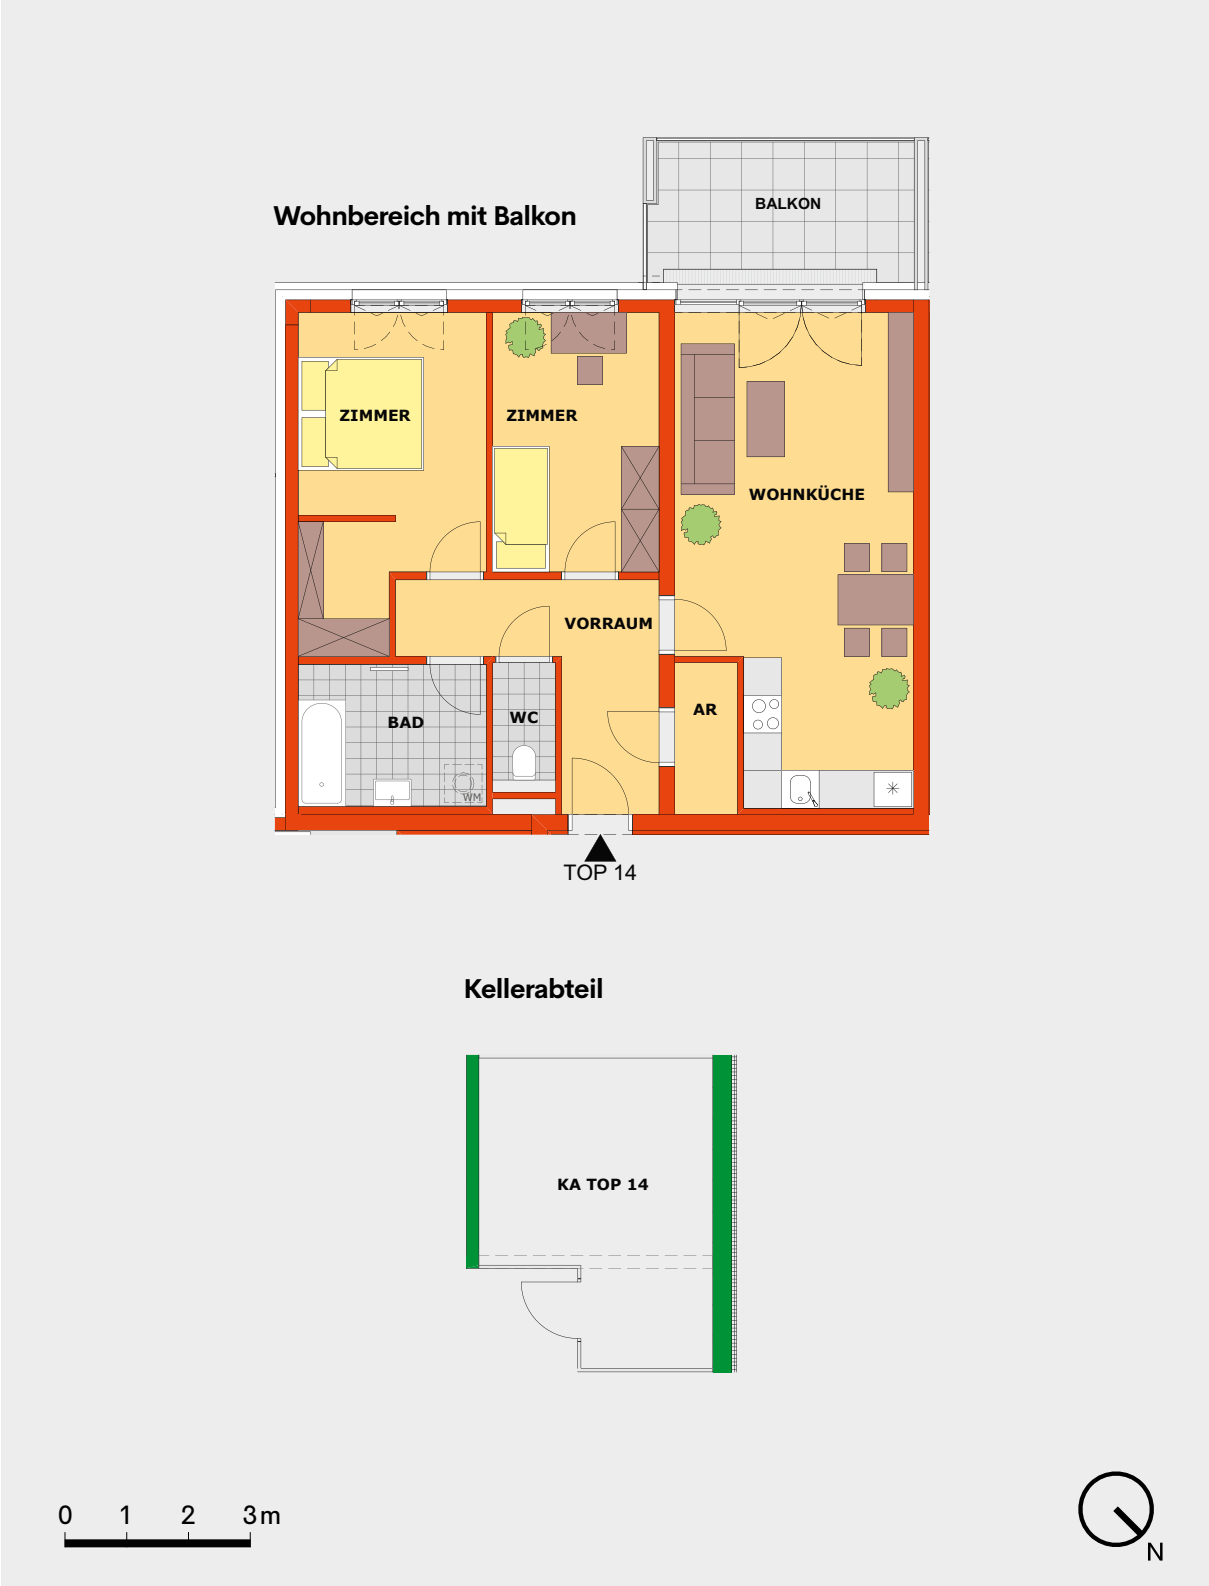 BALKON
Wohnbereich mit Balkon
ZIMMER
ZIMMER
WOHNKÜCHE
VORRAUM
BAD
WC
AR
WM
TOP 14
Kellerabteil
KA TOP 14
0 1 2 3 m
N